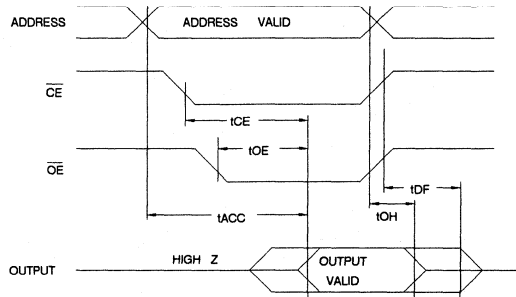 ADDRESS
ADDRESS VALID
CE
tCE
tOE
OE
tDF
tOH
tACC
HIGH Z
OUTPUT
OUTPUT
VALID